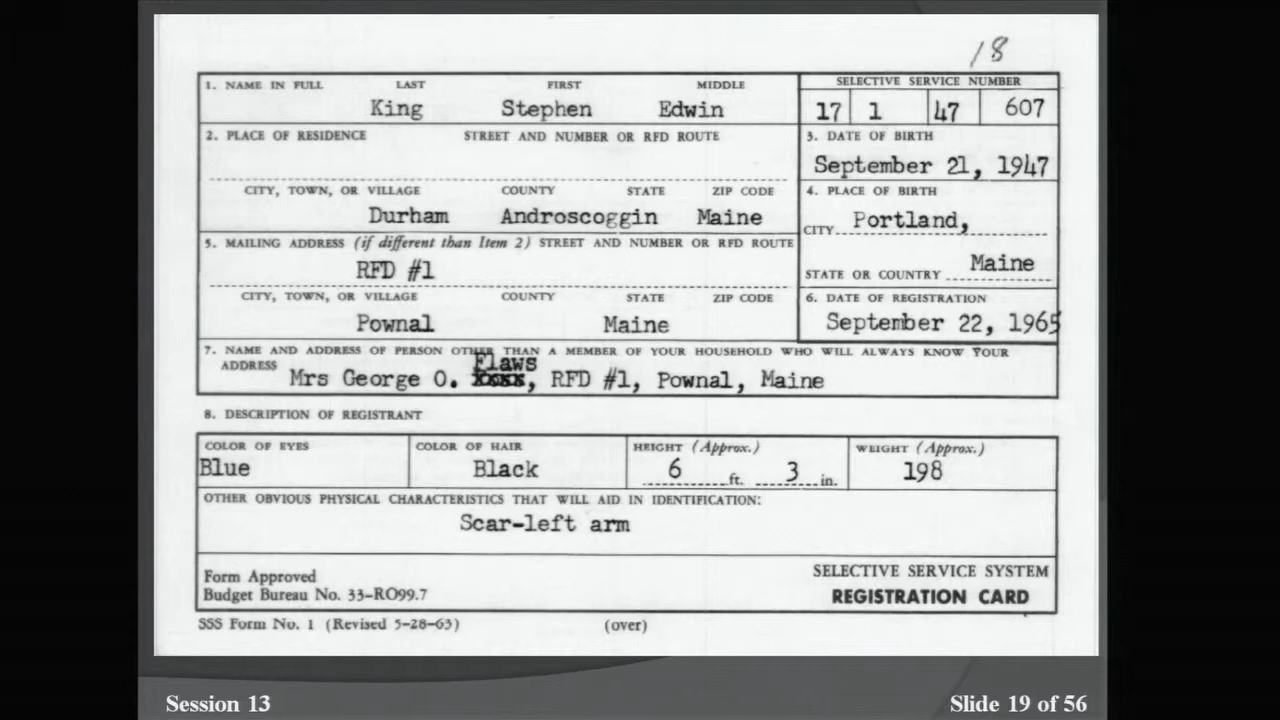 18
1. NAME IN FULL LAST FIRST MIDDLE
King Stephen Edwin
SELECTIVE SERVICE NUMBER
17 1 47 607
2. PLACE OF RESIDENCE STREET AND NUMBER OR RFD ROUTE
3. DATE OF BIRTH
September 21, 1947
CITY, TOWN, OR VILLAGE COUNTY STATE ZIP CODE
Durham Androscoggin Maine
4. PLACE OF BIRTH
CITY Portland,
STATE OR COUNTRY Maine
5. MAILING ADDRESS (if different than Item 2) STREET AND NUMBER OR RFD ROUTE
RFD #1
CITY, TOWN, OR VILLAGE COUNTY STATE ZIP CODE
Pownal Maine
6. DATE OF REGISTRATION
September 22, 1965
7. NAME AND ADDRESS OF PERSON OTHER THAN A MEMBER OF YOUR HOUSEHOLD WHO WILL ALWAYS KNOW YOUR
ADDRESS
Flaws
Mrs George O. xxxx, RFD #1, Pownal, Maine
8. DESCRIPTION OF REGISTRANT
COLOR OF EYES COLOR OF HAIR HEIGHT (Approx.) WEIGHT (Approx.)
Blue Black 6 ft. 3 in. 198
OTHER OBVIOUS PHYSICAL CHARACTERISTICS THAT WILL AID IN IDENTIFICATION:
Scar-left arm
Form Approved
Budget Bureau No. 33-RO99.7
SELECTIVE SERVICE SYSTEM
REGISTRATION CARD
SSS Form No. 1 (Revised 5-28-63) (over)
Session 13 Slide 19 of 56